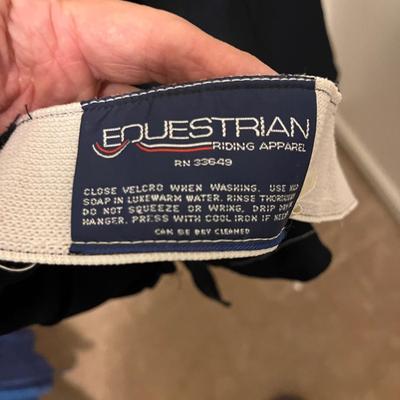 EQUESTRIAN
RIDING APPAREL
RN 33649
CLOSE VELCRO WHEN WASHING. USE
SOAP IN LUKEWARM WATER. RINSE
DO NOT SQUEEZE OR WRING. DRIP
HANGER. PRESS WITH COOL IRON IF
CAN BE DRY CLEANED